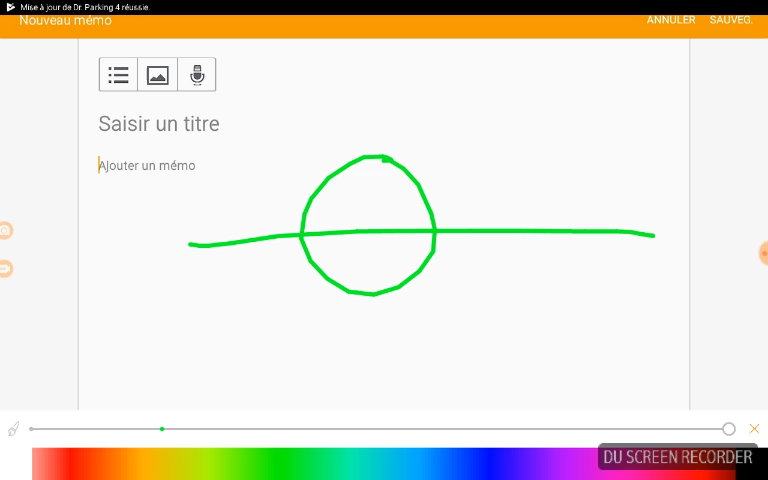 Mise à jour de Dr. Parking 4 réussie.
Nouveau mémo
ANNULER SAUVEG.
Saisir un titre
Ajouter un mémo
DU SCREEN RECORDER